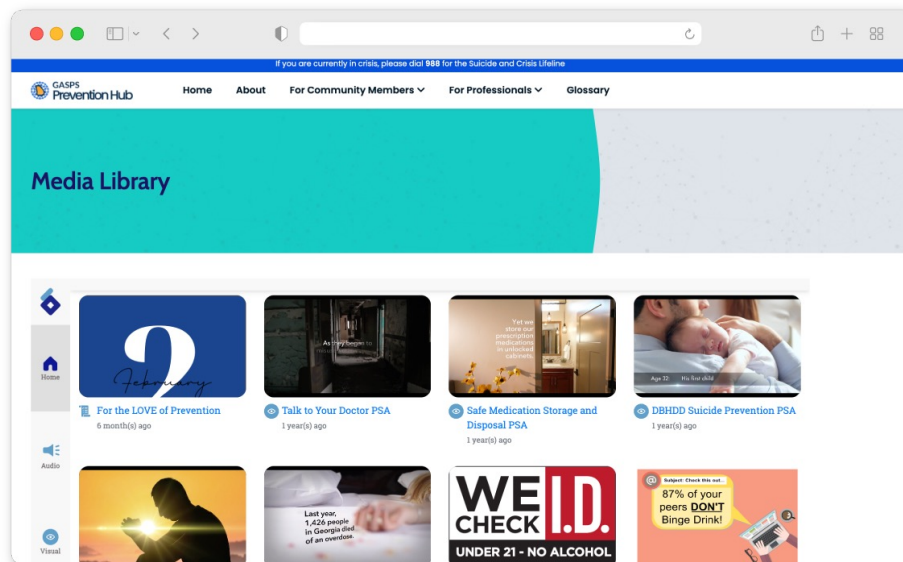 If you are currently in crisis, please dial 988 for the Suicide and Crisis Lifeline
GASPS
Prevention Hub
Home
About
For Community Members
For Professionals
Glossary
Media Library
Home
Audio
Visual
2
February
For the LOVE of Prevention
6 month(s) ago
As they began to
Talk to Your Doctor PSA
1 year(s) ago
Yet we
store our
prescription
medications
in unlocked
cabinets.
Safe Medication Storage and
Disposal PSA
1 year(s) ago
Age 32: His first child
DBHDD Suicide Prevention PSA
1 year(s) ago
Last year,
1,426 people
in Georgia died
of an overdose.
WE
CHECK I.D.
UNDER 21 - NO ALCOHOL
@ Subject: Check this out...
87% of your
peers DON'T
Binge Drink!